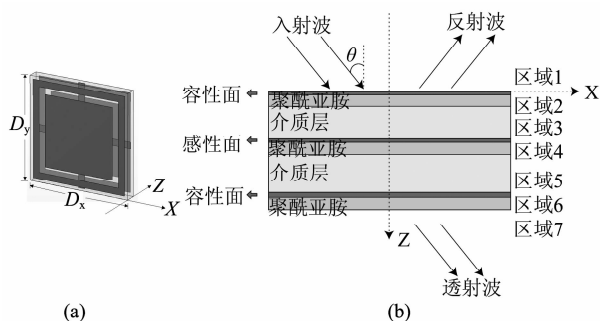 D_y
D_x
Z
X
(a)
入射波
θ
反射波
容性面
聚酰亚胺
介质层
感性面
聚酰亚胺
介质层
容性面
聚酰亚胺
区域1
X
区域2
区域3
区域4
区域5
区域6
区域7
Z
透射波
(b)